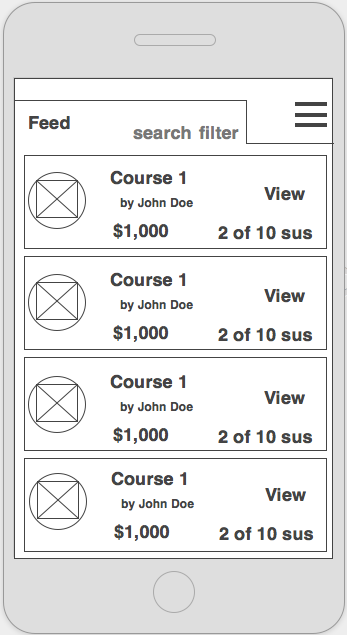 Feed
search filter
Course 1
by John Doe
View
$1,000
2 of 10 sus
Course 1
by John Doe
View
$1,000
2 of 10 sus
Course 1
by John Doe
View
$1,000
2 of 10 sus
Course 1
by John Doe
View
$1,000
2 of 10 sus